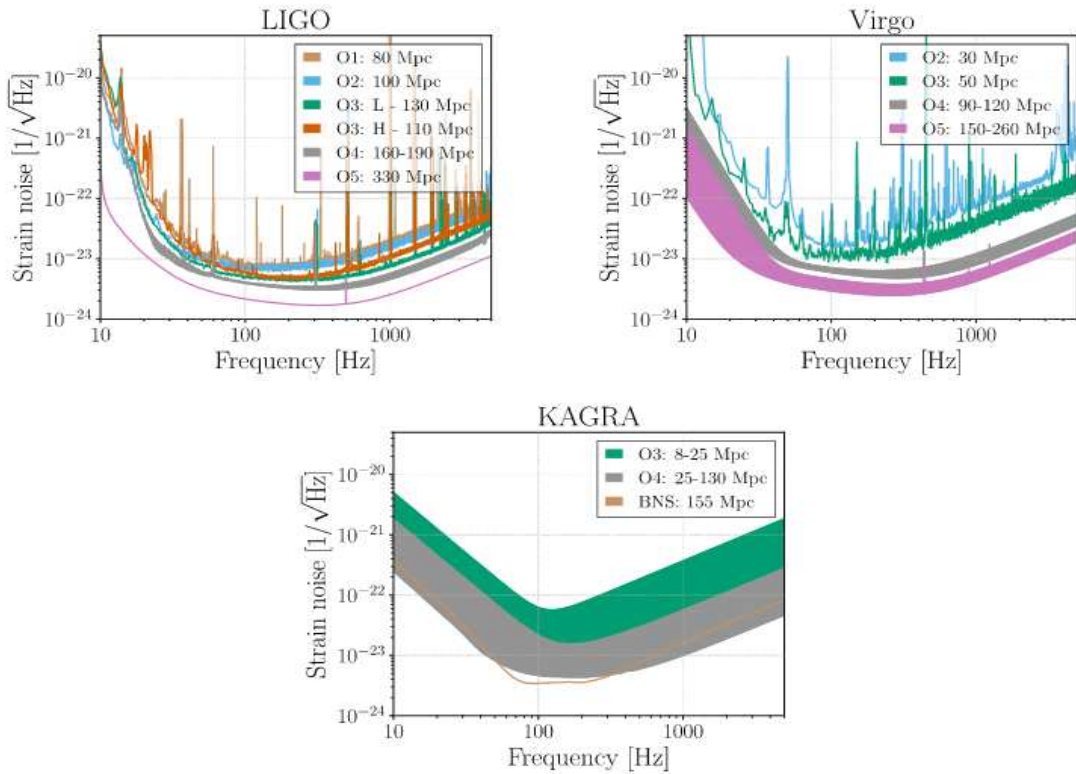 LIGO
O1: 80 Mpc
O2: 100 Mpc
O3: L - 130 Mpc
O3: H - 110 Mpc
O4: 160-190 Mpc
O5: 330 Mpc
Strain noise [1/√Hz]
10⁻²⁰
10⁻²¹
10⁻²²
10⁻²³
10⁻²⁴
10
100
1000
Frequency [Hz]
Virgo
O2: 30 Mpc
O3: 50 Mpc
O4: 90-120 Mpc
O5: 150-260 Mpc
Strain noise [1/√Hz]
10⁻²⁰
10⁻²¹
10⁻²²
10⁻²³
10⁻²⁴
10
100
1000
Frequency [Hz]
KAGRA
O3: 8-25 Mpc
O4: 25-130 Mpc
BNS: 155 Mpc
Strain noise [1/√Hz]
10⁻²⁰
10⁻²¹
10⁻²²
10⁻²³
10⁻²⁴
10
100
1000
Frequency [Hz]